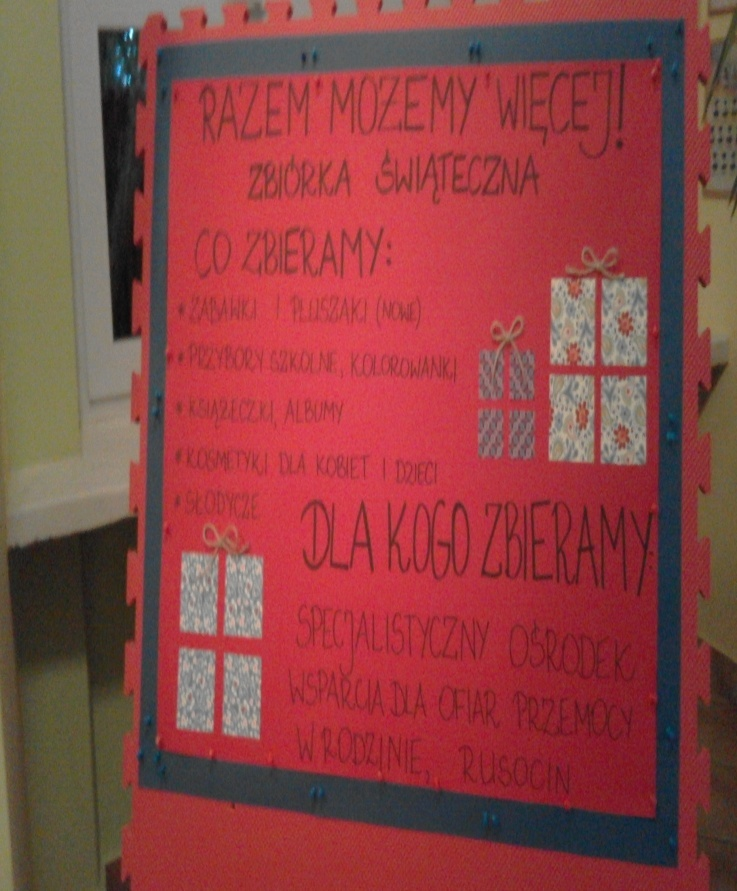 RAZEM MOŻEMY WIĘCEJ!
ZBIÓRKA ŚWIĄTECZNA
CO ZBIERAMY:
* ZABAWKI I PLUSZAKI (NOWE)
* PRZYBORY SZKOLNE, KOLOROWANKI
* KSIĄŻECZKI, ALBUMY
* KOSMETYKI DLA KOBIET I DZIECI
* SŁODYCZE
DLA KOGO ZBIERAMY:
SPECJALISTYCZNY OŚRODEK
WSPARCIA DLA OFIAR PRZEMOCY
W RODZINIE, RUSOCIN